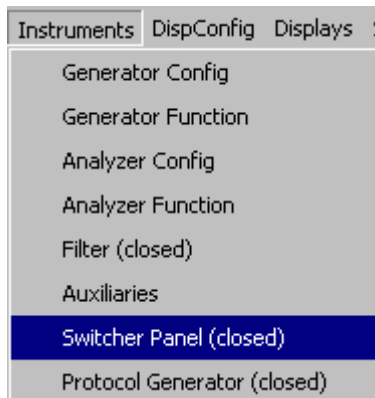 Instruments DispConfig Displays
Generator Config
Generator Function
Analyzer Config
Analyzer Function
Filter (closed)
Auxiliaries
Switcher Panel (closed)
Protocol Generator (closed)